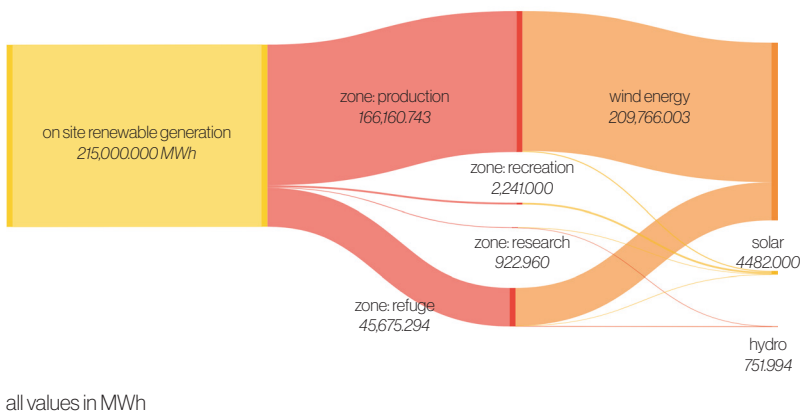 on site renewable generation
215,000.000 MWh
zone: production
166,160.743
wind energy
209,766.003
zone: recreation
2,241.000
zone: research
922.960
solar
4482.000
zone: refuge
45,675.294
hydro
751.994
all values in MWh